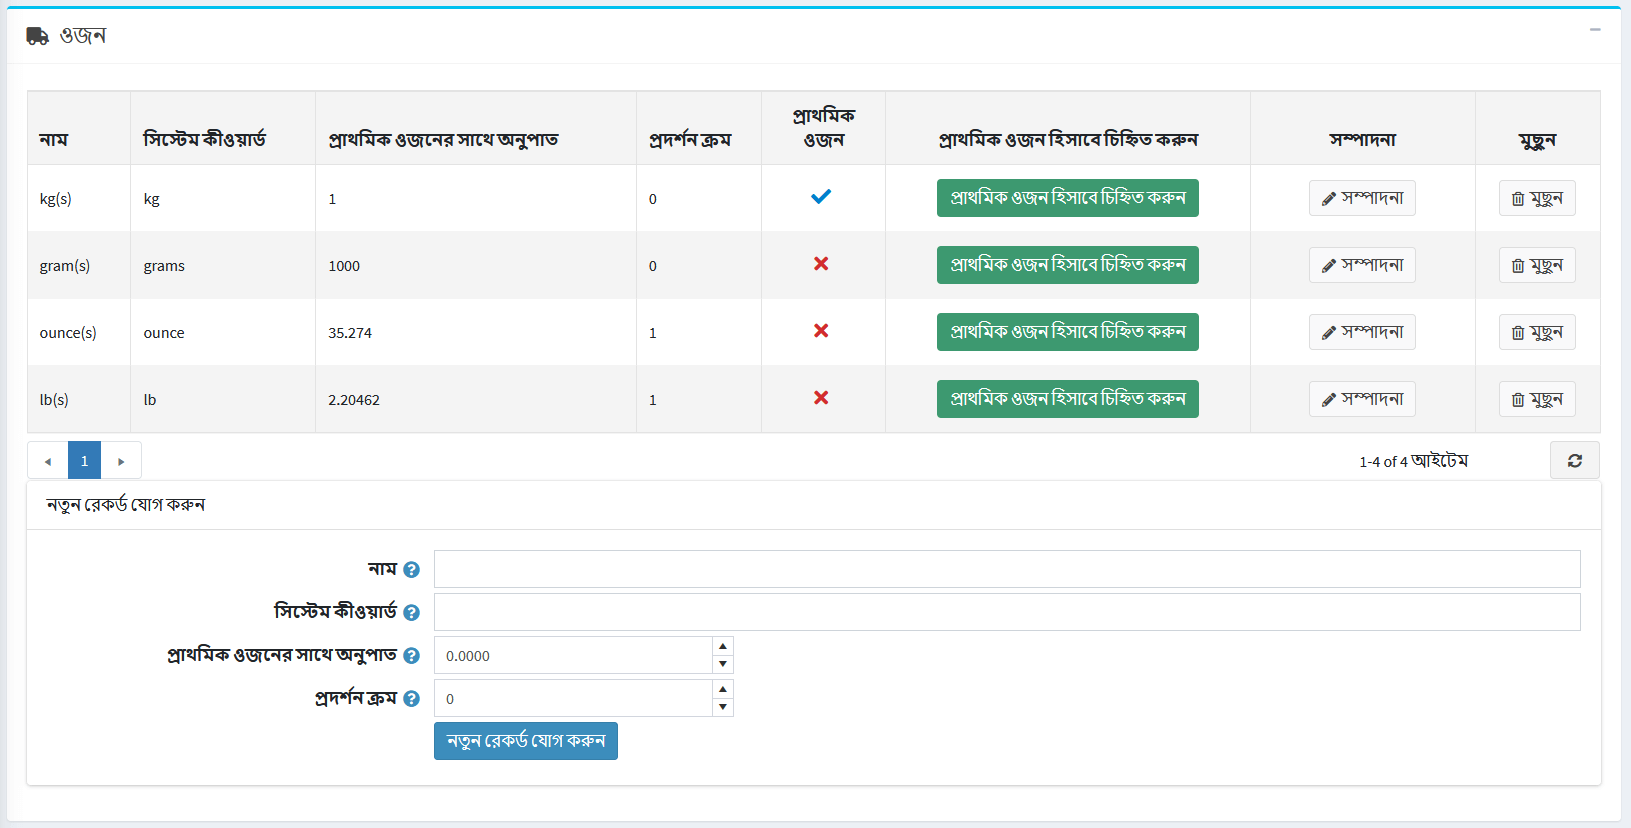 ওজন
নাম সিস্টেম কীওয়ার্ড প্রাথমিক ওজনের সাথে অনুপাত প্রদর্শন ক্রম প্রাথমিক ওজন প্রাথমিক ওজন হিসাবে চিহ্নিত করুন সম্পাদনা মুছুন
kg(s) kg 1 0 প্রাথমিক ওজন হিসাবে চিহ্নিত করুন সম্পাদনা মুছুন
gram(s) grams 1000 0 প্রাথমিক ওজন হিসাবে চিহ্নিত করুন সম্পাদনা মুছুন
ounce(s) ounce 35.274 1 প্রাথমিক ওজন হিসাবে চিহ্নিত করুন সম্পাদনা মুছুন
lb(s) lb 2.20462 1 প্রাথমিক ওজন হিসাবে চিহ্নিত করুন সম্পাদনা মুছুন
1 1-4 of 4 আইটেম
নতুন রেকর্ড যোগ করুন
নাম
সিস্টেম কীওয়ার্ড
প্রাথমিক ওজনের সাথে অনুপাত 0.0000
প্রদর্শন ক্রম 0
নতুন রেকর্ড যোগ করুন